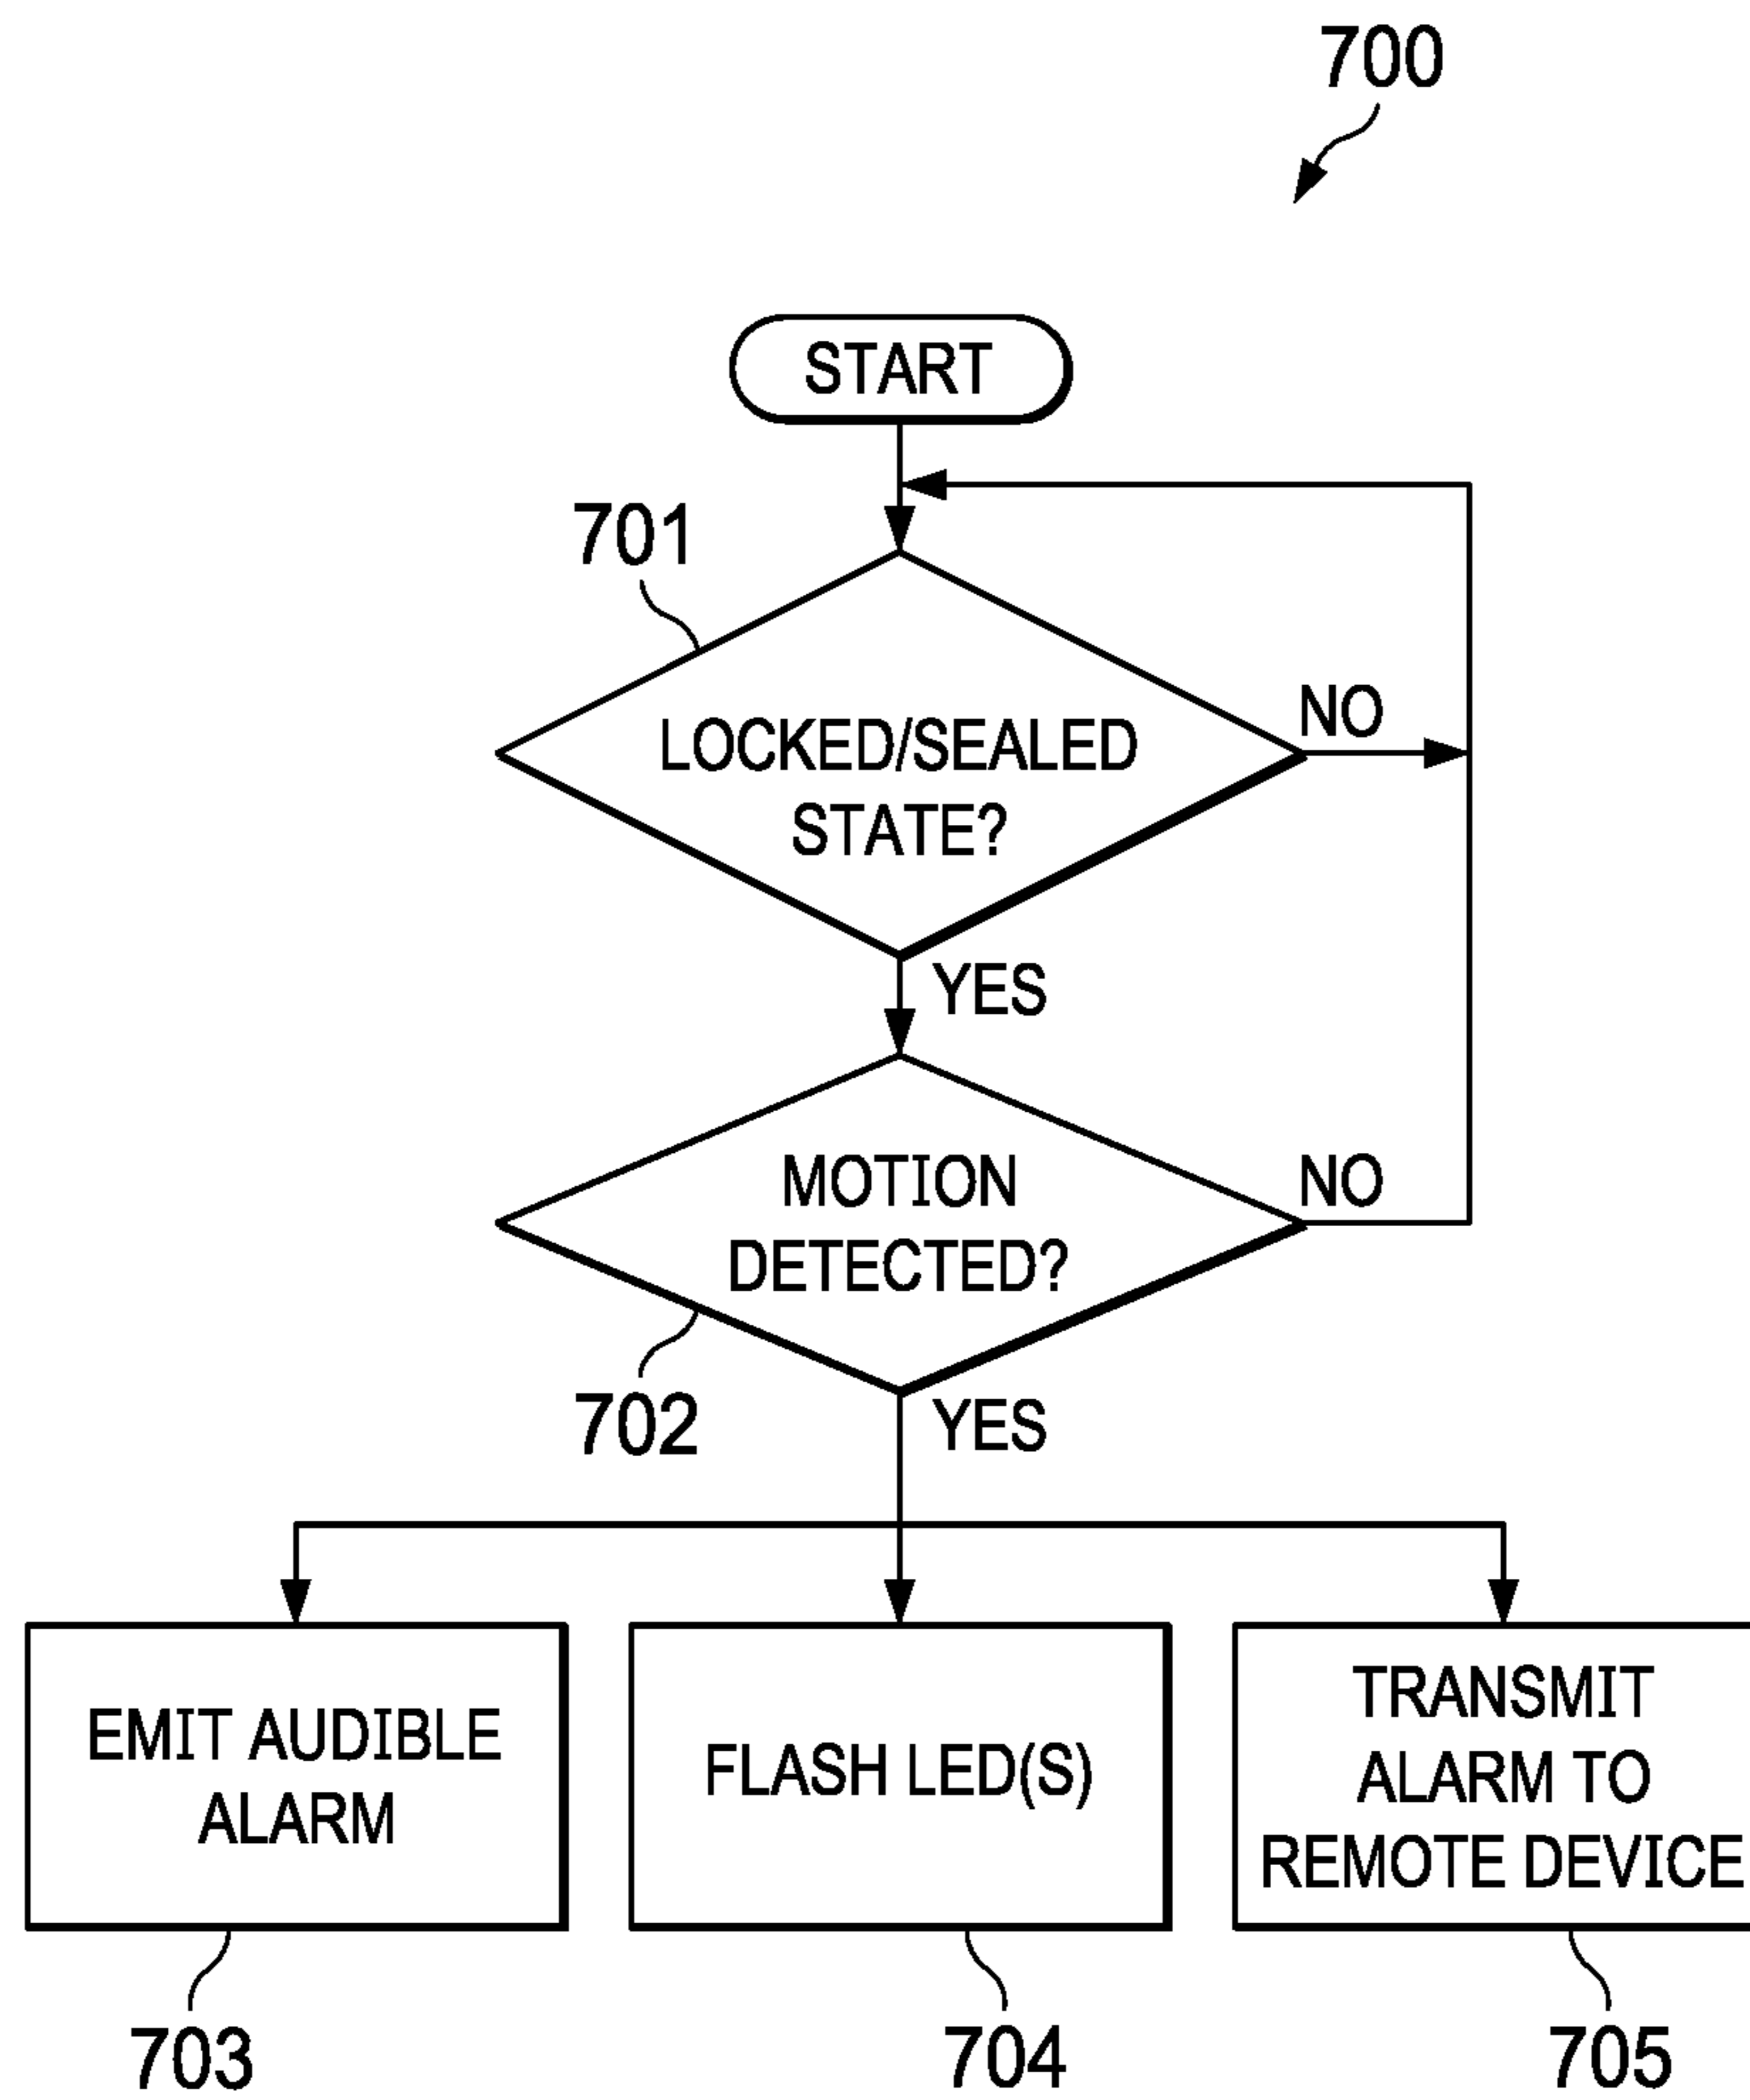 700
START
701
LOCKED/SEALED
STATE?
NO
YES
MOTION
DETECTED?
NO
702
YES
EMIT AUDIBLE
ALARM
FLASH LED(S)
TRANSMIT
ALARM TO
REMOTE DEVICE
703
704
705